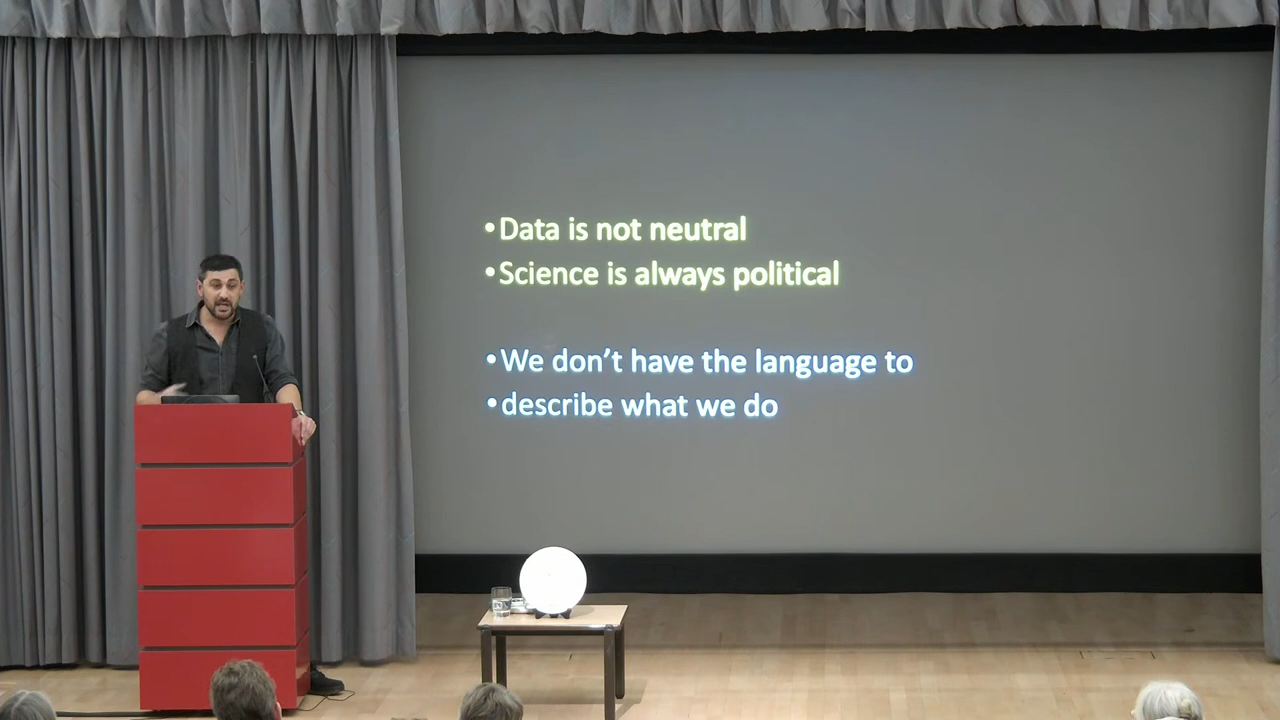 •Data is not neutral
•Science is always political
•We don't have the language to
•describe what we do